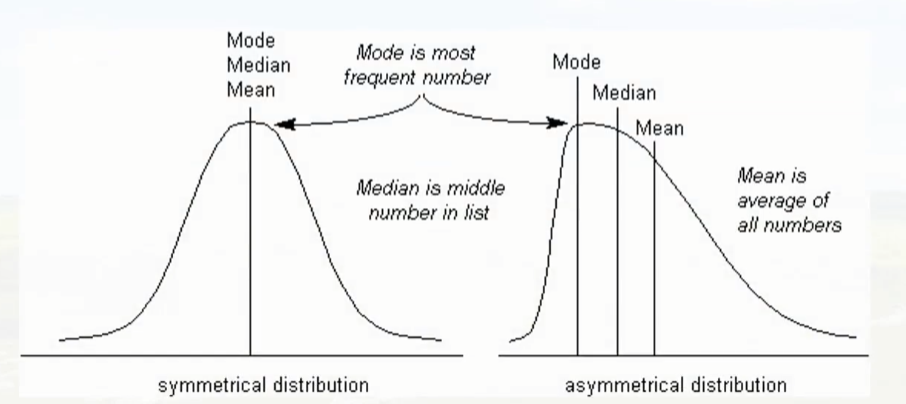 Mode
Median
Mean
Mode is most
frequent number
Mode
Median
Mean
Median is middle
number in list
Mean is
average of
all numbers
symmetrical distribution
asymmetrical distribution